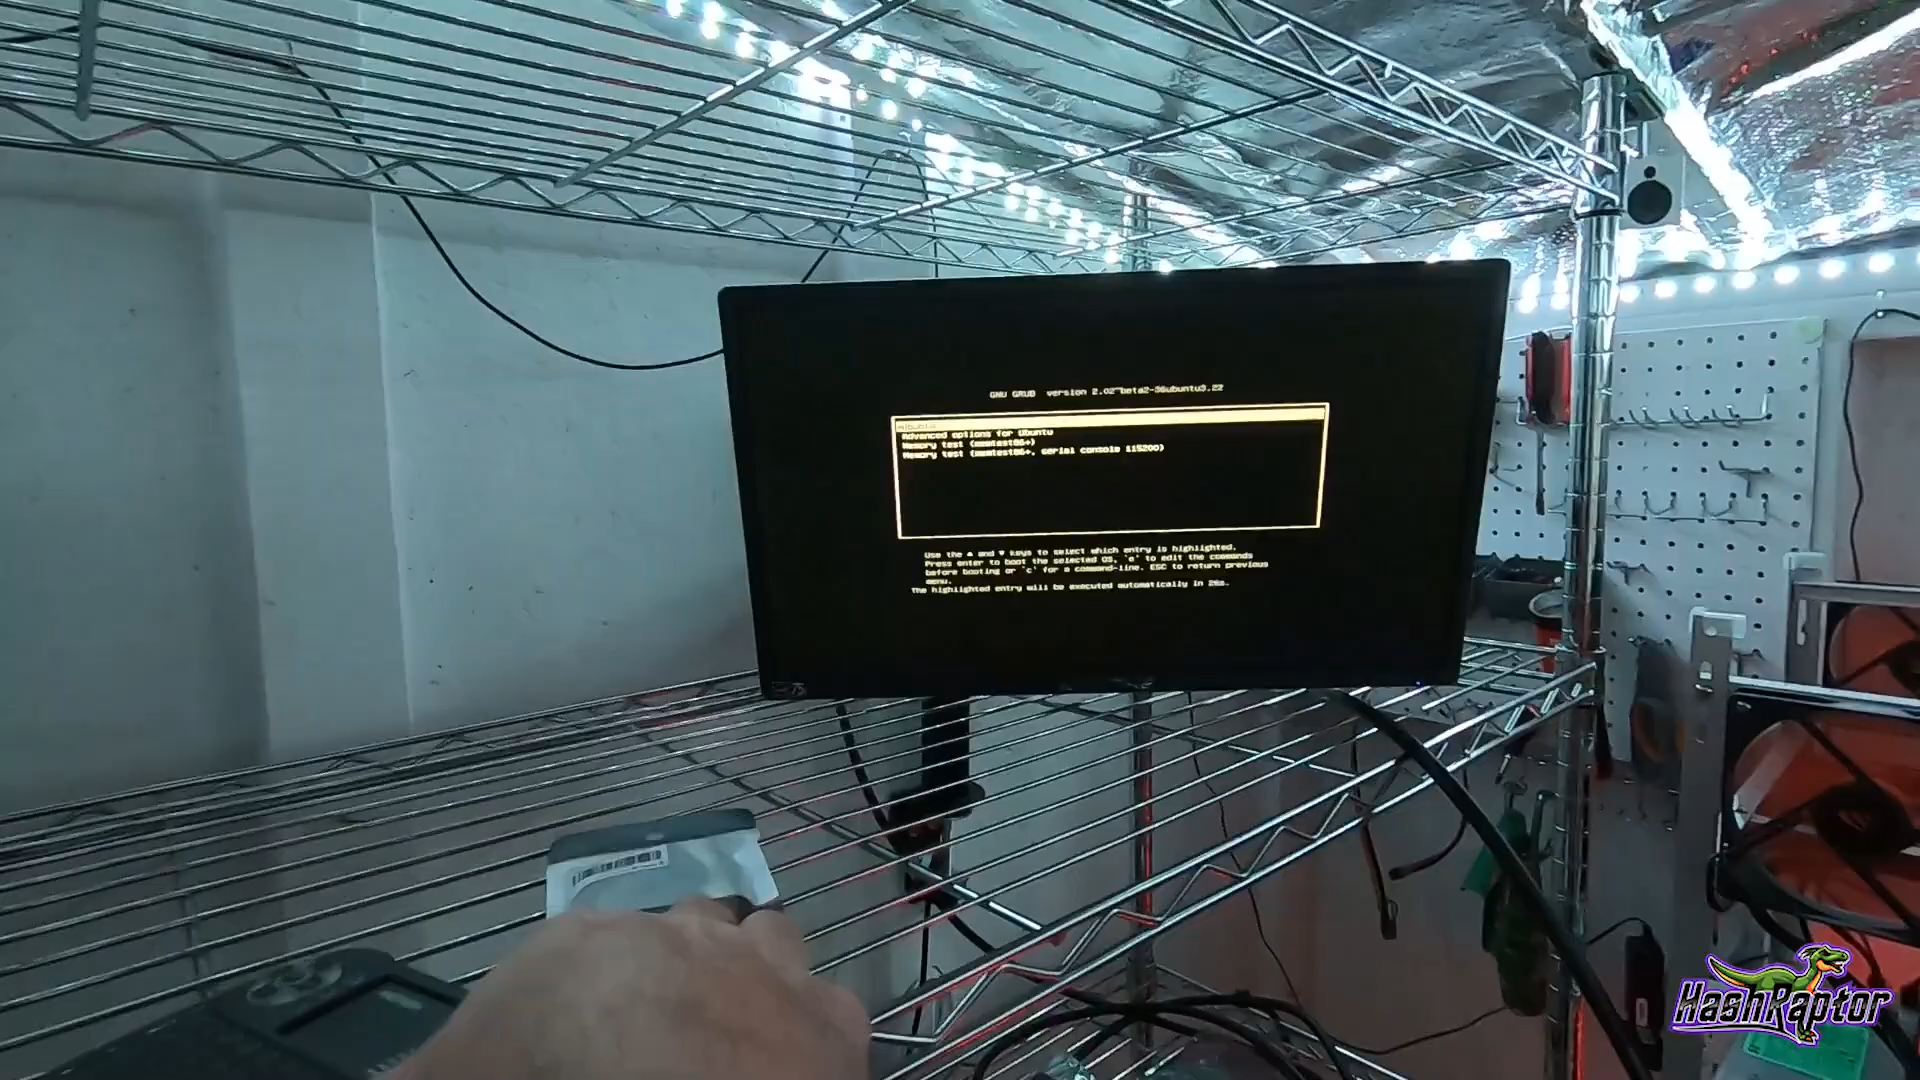 GNU GRUB version 2.02~beta2-36ubuntu3.22
*Ubuntu
Advanced options for Ubuntu
Memory test (memtest86+)
Memory test (memtest86+, serial console 115200)
Use the ▲ and ▼ keys to select which entry is highlighted.
Press enter to boot the selected OS, `e' to edit the commands
before booting or `c' for a command-line. ESC to return previous
menu.
The highlighted entry will be executed automatically in 26s.
HashRaptor